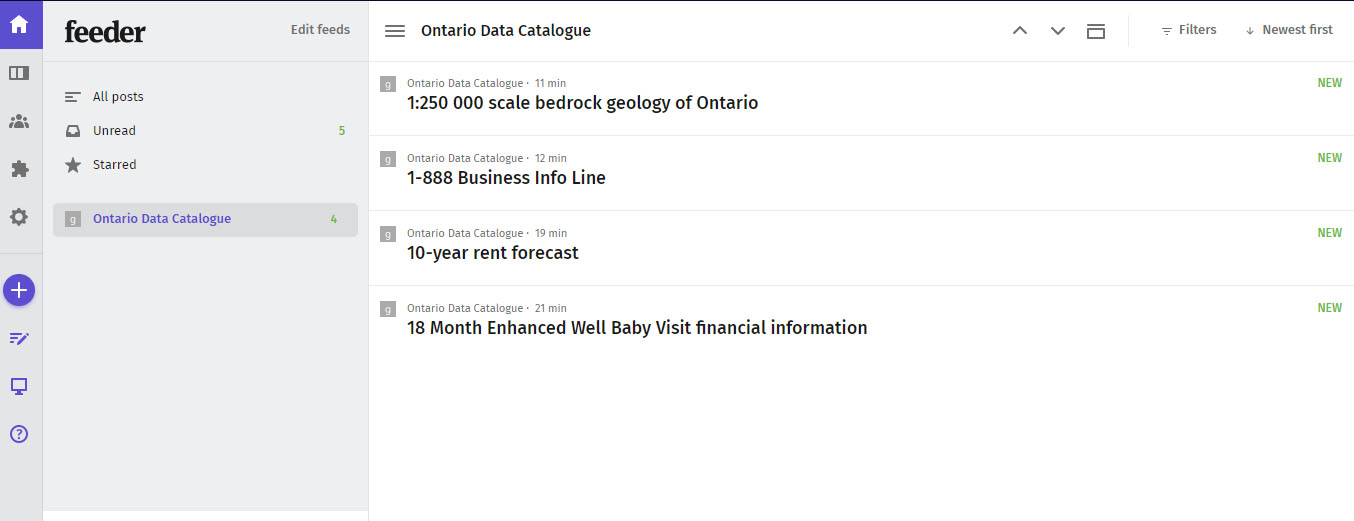 feeder
Edit feeds
All posts
Unread 5
Starred
g Ontario Data Catalogue 4
Ontario Data Catalogue
Filters
Newest first
g Ontario Data Catalogue · 11 min NEW
1:250 000 scale bedrock geology of Ontario
g Ontario Data Catalogue · 12 min NEW
1-888 Business Info Line
g Ontario Data Catalogue · 19 min NEW
10-year rent forecast
g Ontario Data Catalogue · 21 min NEW
18 Month Enhanced Well Baby Visit financial information